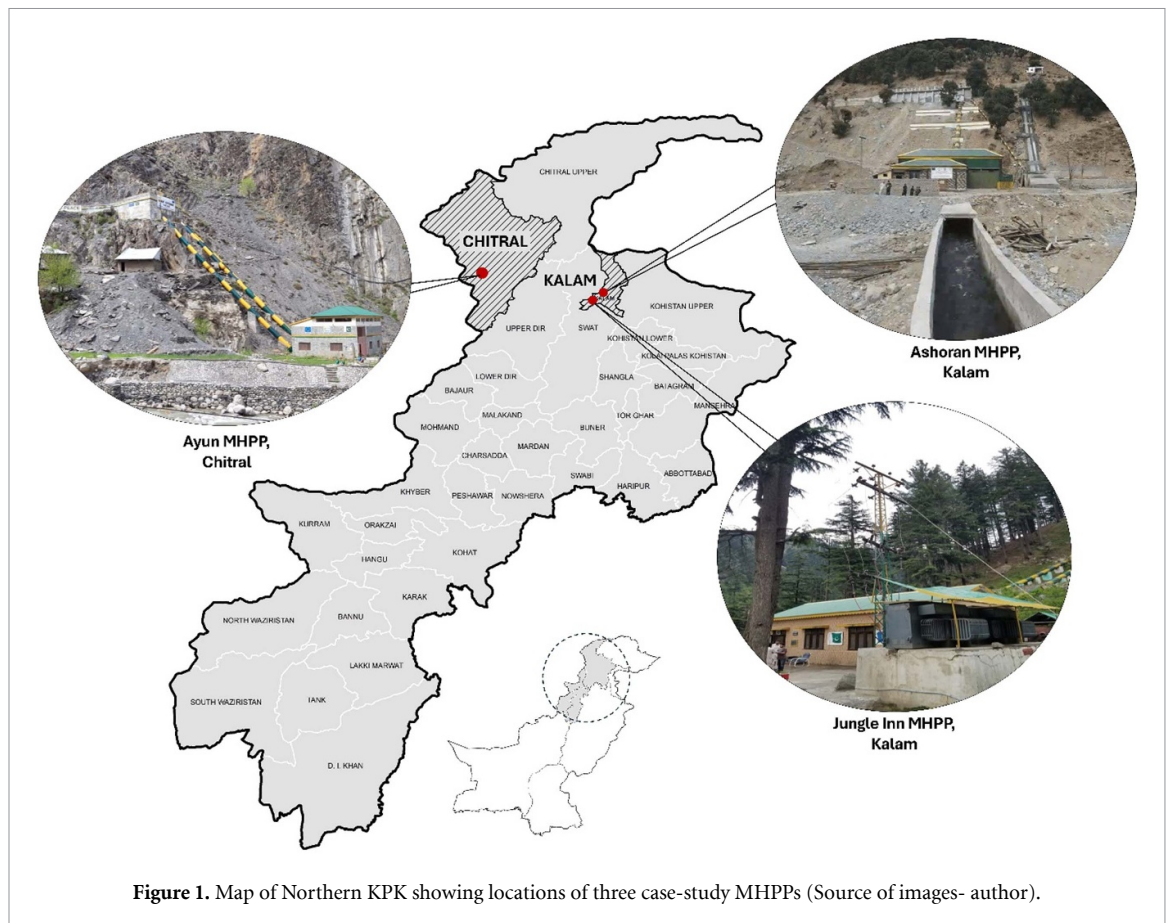 CHITRAL UPPER
CHITRAL
KALAM
KOHISTAN UPPER
UPPER DIR
SWAT
KOHISTAN LOWER
KOLAI PALAS KOHISTAN
LOWER DIR
SHANGLA
BATAGRAM
BAJAUR
MANSEHRA
MALAKAND
TOR GHAR
MOHMAND
BUNER
MARDAN
CHARSADDA
ABBOTTABAD
SWABI
HARIPUR
KHYBER
PESHAWAR
NOWSHERA
KURRAM
ORAKZAI
HANGU
KOHAT
KARAK
NORTH WAZIRISTAN
BANNU
LAKKI MARWAT
SOUTH WAZIRISTAN
TANK
D. I. KHAN
Ayun MHPP,
Chitral
Ashoran MHPP,
Kalam
Jungle Inn MHPP,
Kalam
Figure 1. Map of Northern KPK showing locations of three case-study MHPPs (Source of images- author).